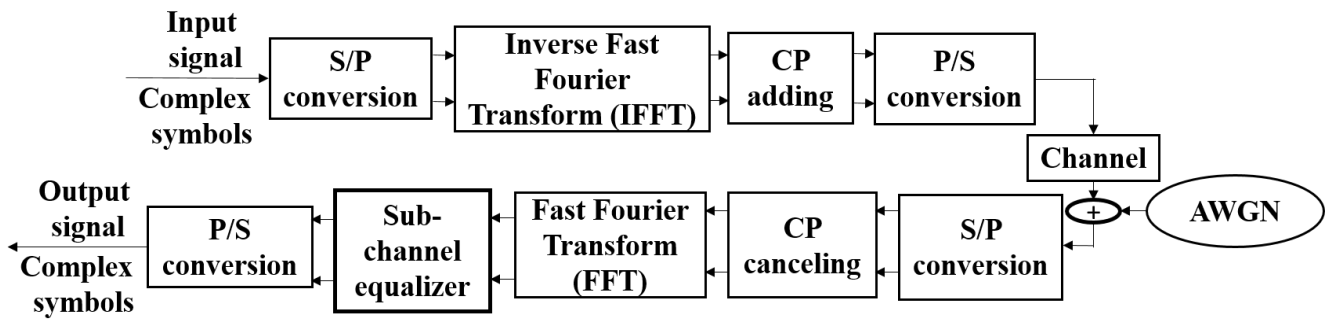 Input
signal
Complex
symbols
S/P
conversion
Inverse Fast
Fourier
Transform (IFFT)
CP
adding
P/S
conversion
Channel
+
AWGN
S/P
conversion
CP
canceling
Fast Fourier
Transform
(FFT)
Sub-
channel
equalizer
P/S
conversion
Output
signal
Complex
symbols